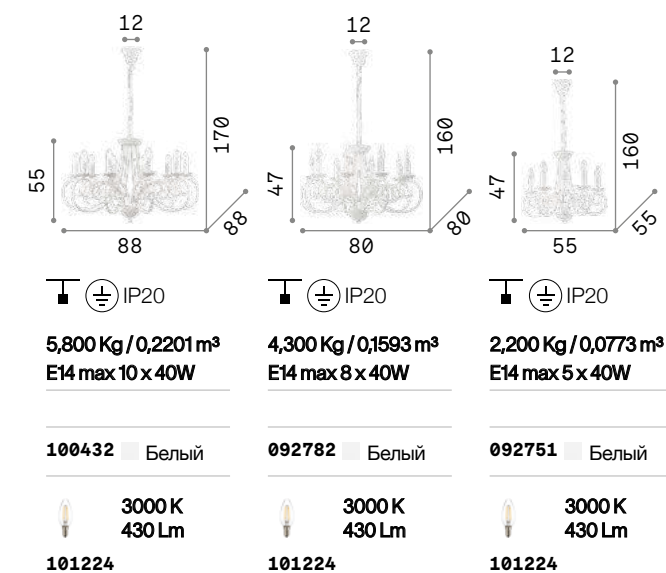 12
170
55
88
88
IP20
5,800 Kg / 0,2201 m³
E14 max 10 x 40W
100432 Белый
3000 K
430 Lm
101224
12
160
47
80
80
IP20
4,300 Kg / 0,1593 m³
E14 max 8 x 40W
092782 Белый
3000 K
430 Lm
101224
12
160
47
55
55
IP20
2,200 Kg / 0,0773 m³
E14 max 5 x 40W
092751 Белый
3000 K
430 Lm
101224